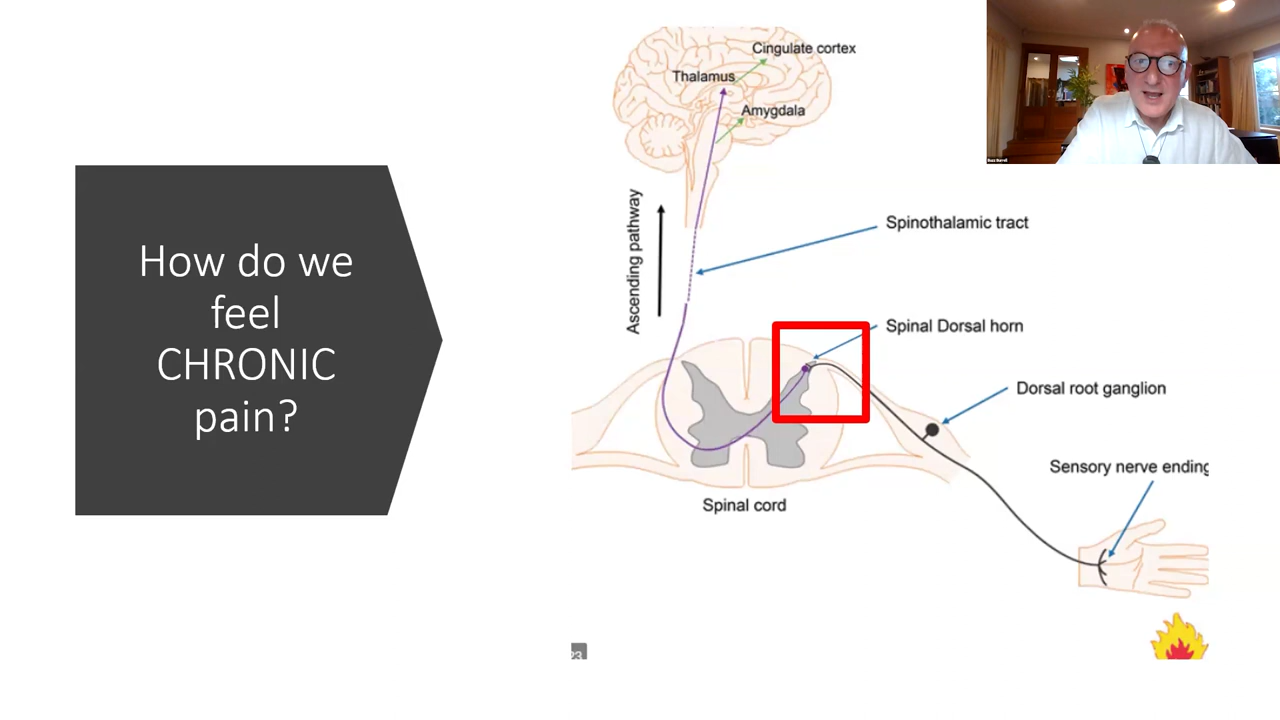 How do we
feel
CHRONIC
pain?
Cingulate cortex
Thalamus
Amygdala
Ascending pathway
Spinothalamic tract
Spinal Dorsal horn
Dorsal root ganglion
Sensory nerve ending
Spinal cord
23